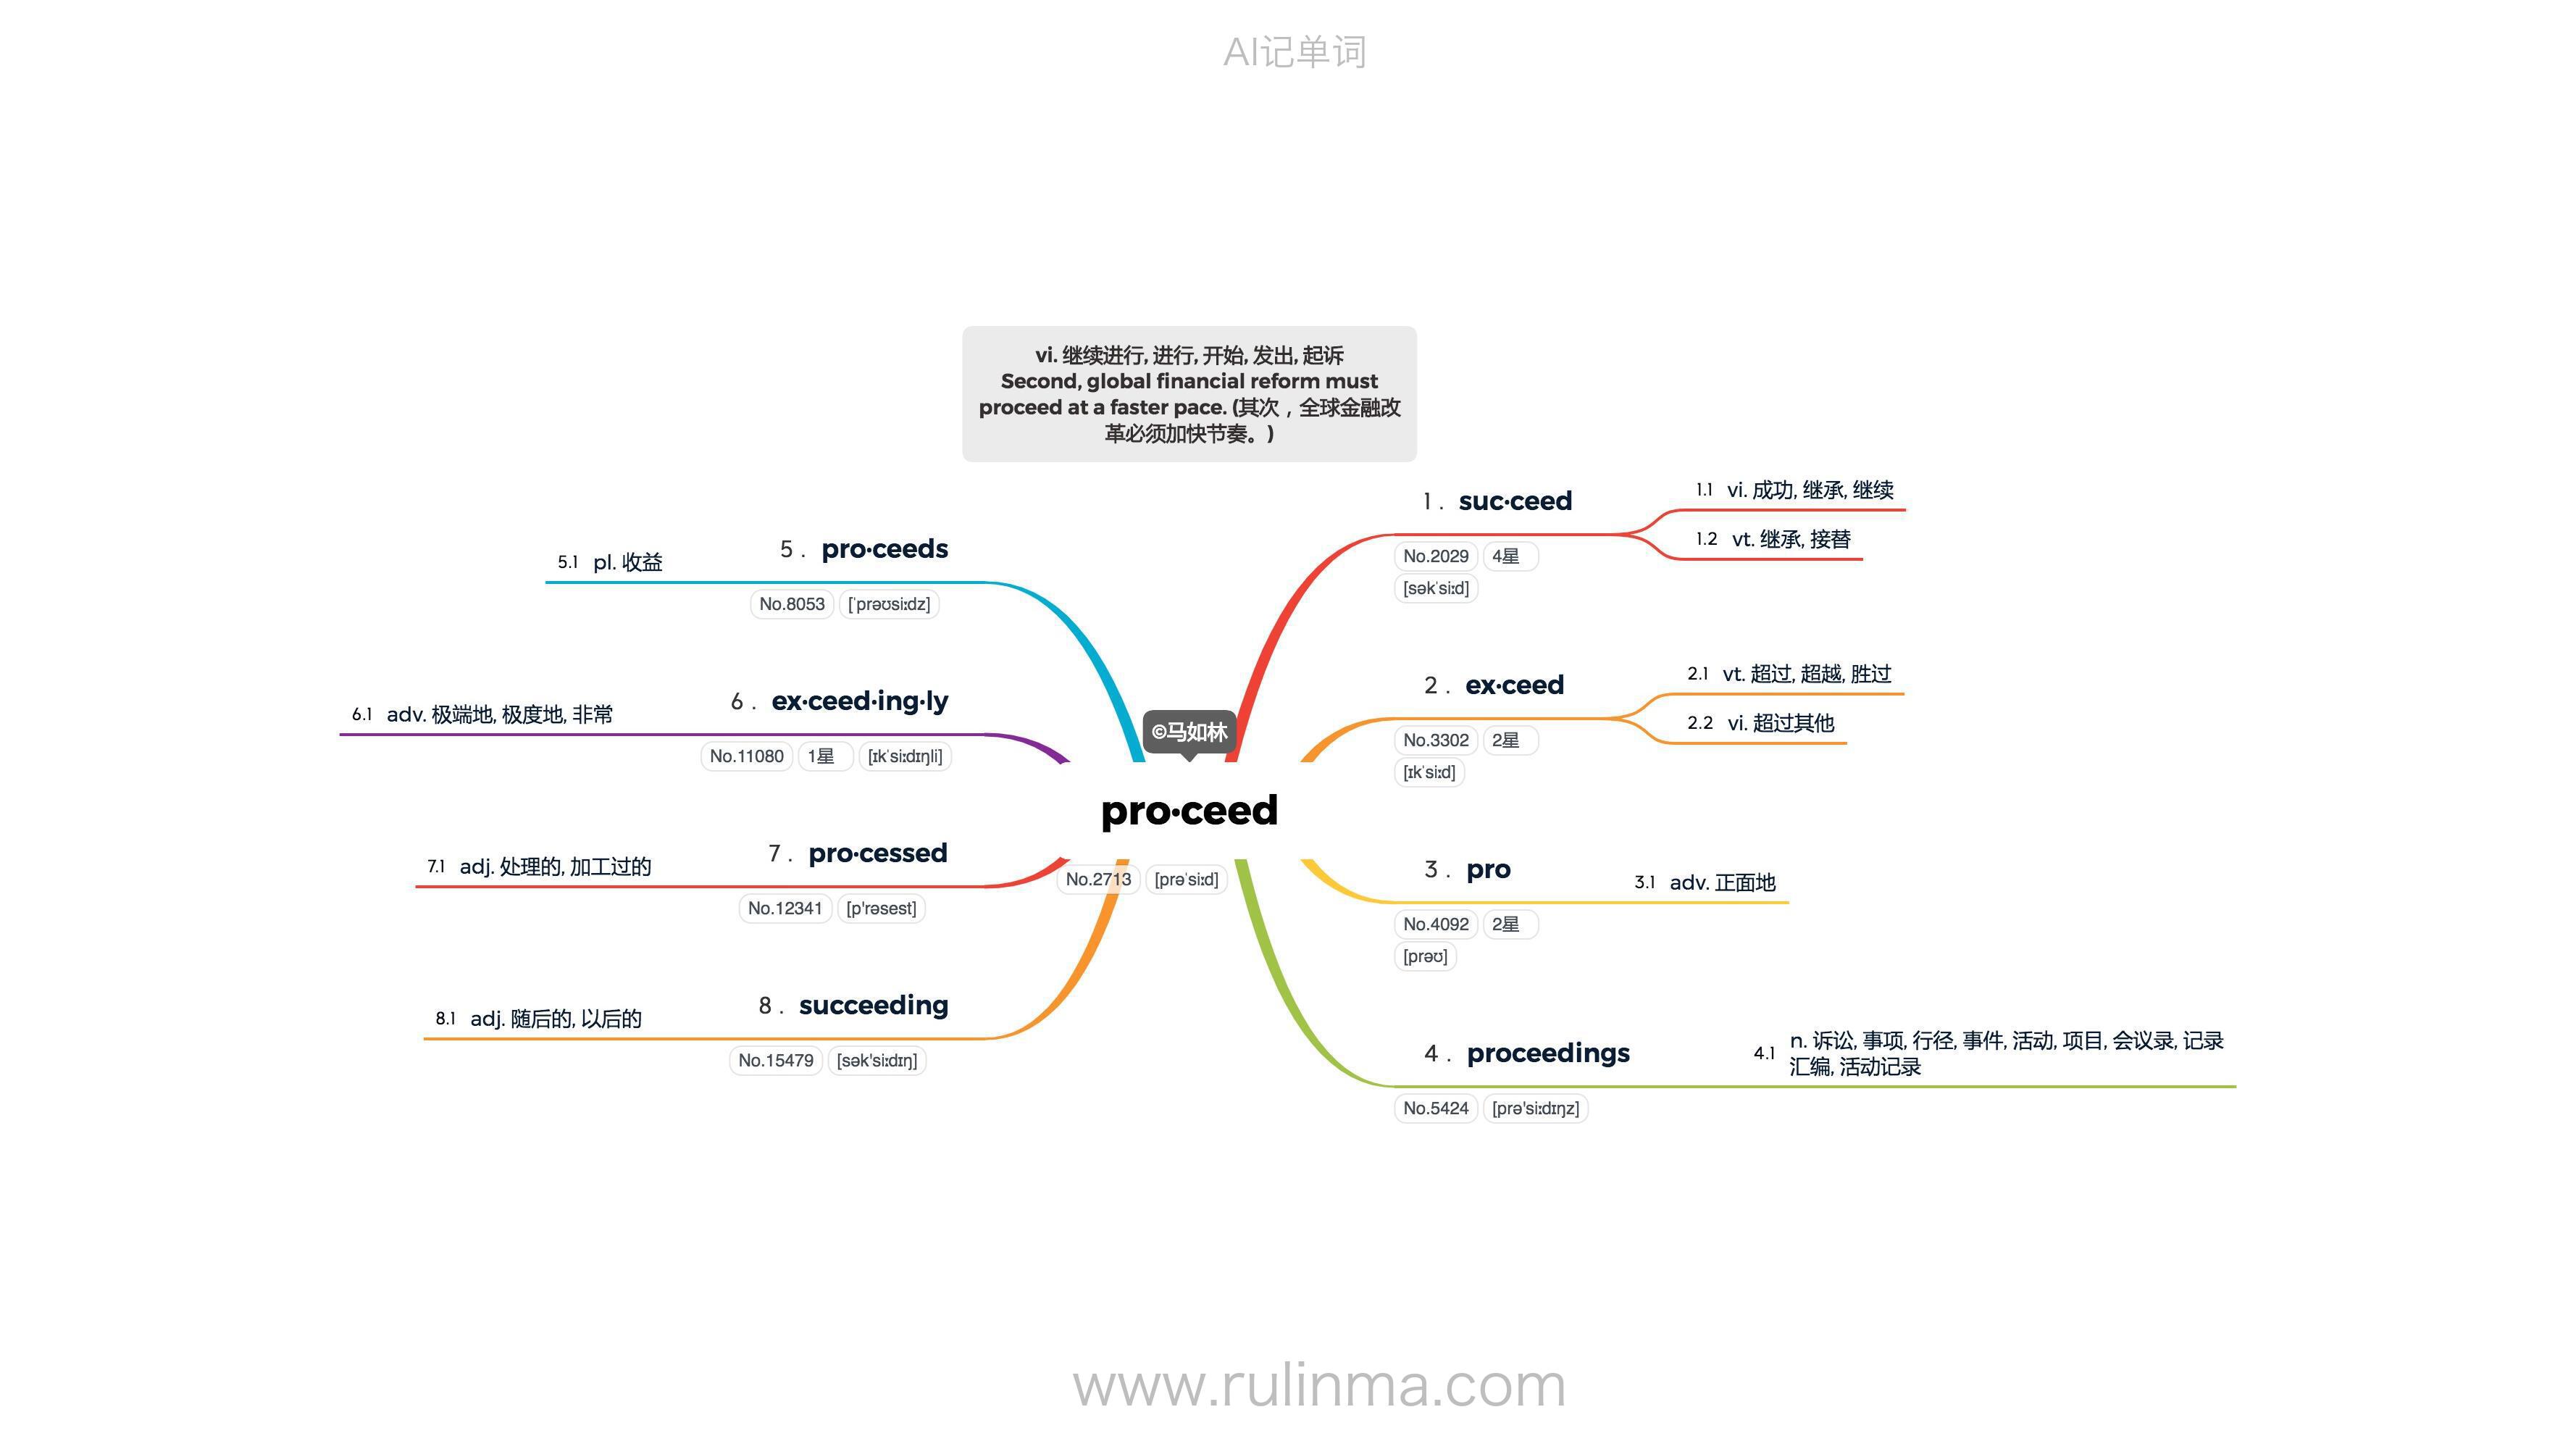 AI记单词
vi. 继续进行, 进行, 开始, 发出, 起诉
Second, global financial reform must
proceed at a faster pace. (其次，全球金融改
革必须加快节奏。)
©马如林
pro·ceed
No.2713 [prəˈsiːd]
1 . suc·ceed
No.2029 4星
[səkˈsiːd]
1.1 vi. 成功, 继承, 继续
1.2 vt. 继承, 接替
2 . ex·ceed
No.3302 2星
[ɪkˈsiːd]
2.1 vt. 超过, 超越, 胜过
2.2 vi. 超过其他
3 . pro
No.4092 2星
[prəʊ]
3.1 adv. 正面地
4 . proceedings
No.5424 [prə'siːdɪŋz]
4.1 n. 诉讼, 事项, 行径, 事件, 活动, 项目, 会议录, 记录
汇编, 活动记录
5 . pro·ceeds
No.8053 [ˈprəʊsiːdz]
5.1 pl. 收益
6 . ex·ceed·ing·ly
No.11080 1星 [ɪkˈsiːdɪŋli]
6.1 adv. 极端地, 极度地, 非常
7 . pro·cessed
No.12341 [p'rəsest]
7.1 adj. 处理的, 加工过的
8 . succeeding
No.15479 [sək'siːdɪŋ]
8.1 adj. 随后的, 以后的
www.rulinma.com